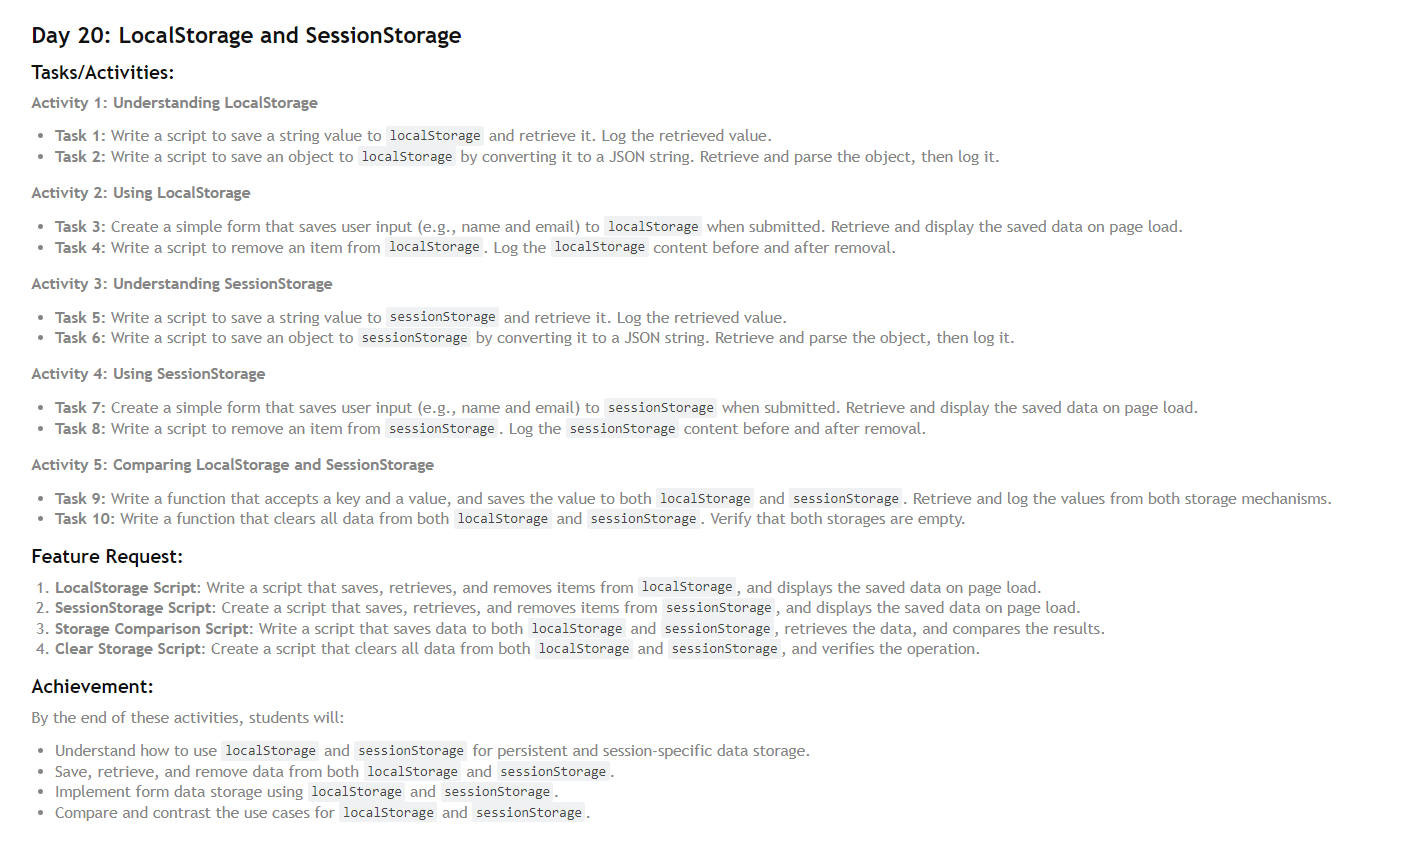 Day 20: LocalStorage and SessionStorage
Tasks/Activities:
Activity 1: Understanding LocalStorage
• Task 1: Write a script to save a string value to localStorage and retrieve it. Log the retrieved value.
• Task 2: Write a script to save an object to localStorage by converting it to a JSON string. Retrieve and parse the object, then log it.
Activity 2: Using LocalStorage
• Task 3: Create a simple form that saves user input (e.g., name and email) to localStorage when submitted. Retrieve and display the saved data on page load.
• Task 4: Write a script to remove an item from localStorage. Log the localStorage content before and after removal.
Activity 3: Understanding SessionStorage
• Task 5: Write a script to save a string value to sessionStorage and retrieve it. Log the retrieved value.
• Task 6: Write a script to save an object to sessionStorage by converting it to a JSON string. Retrieve and parse the object, then log it.
Activity 4: Using SessionStorage
• Task 7: Create a simple form that saves user input (e.g., name and email) to sessionStorage when submitted. Retrieve and display the saved data on page load.
• Task 8: Write a script to remove an item from sessionStorage. Log the sessionStorage content before and after removal.
Activity 5: Comparing LocalStorage and SessionStorage
• Task 9: Write a function that accepts a key and a value, and saves the value to both localStorage and sessionStorage. Retrieve and log the values from both storage mechanisms.
• Task 10: Write a function that clears all data from both localStorage and sessionStorage. Verify that both storages are empty.
Feature Request:
1. LocalStorage Script: Write a script that saves, retrieves, and removes items from localStorage, and displays the saved data on page load.
2. SessionStorage Script: Create a script that saves, retrieves, and removes items from sessionStorage, and displays the saved data on page load.
3. Storage Comparison Script: Write a script that saves data to both localStorage and sessionStorage, retrieves the data, and compares the results.
4. Clear Storage Script: Create a script that clears all data from both localStorage and sessionStorage, and verifies the operation.
Achievement:
By the end of these activities, students will:
• Understand how to use localStorage and sessionStorage for persistent and session-specific data storage.
• Save, retrieve, and remove data from both localStorage and sessionStorage.
• Implement form data storage using localStorage and sessionStorage.
• Compare and contrast the use cases for localStorage and sessionStorage.